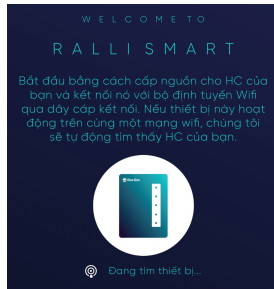 WELCOME TO
RALLISMART
Bắt đầu bằng cách cấp nguồn cho HC của
bạn và kết nối nó với bộ định tuyến Wifi
qua dây cáp kết nối. Nếu thiết bị này hoạt
động trên cùng một mạng wifi, chúng tôi
sẽ tự động tìm thấy HC của bạn.
Đang tìm thiết bị...